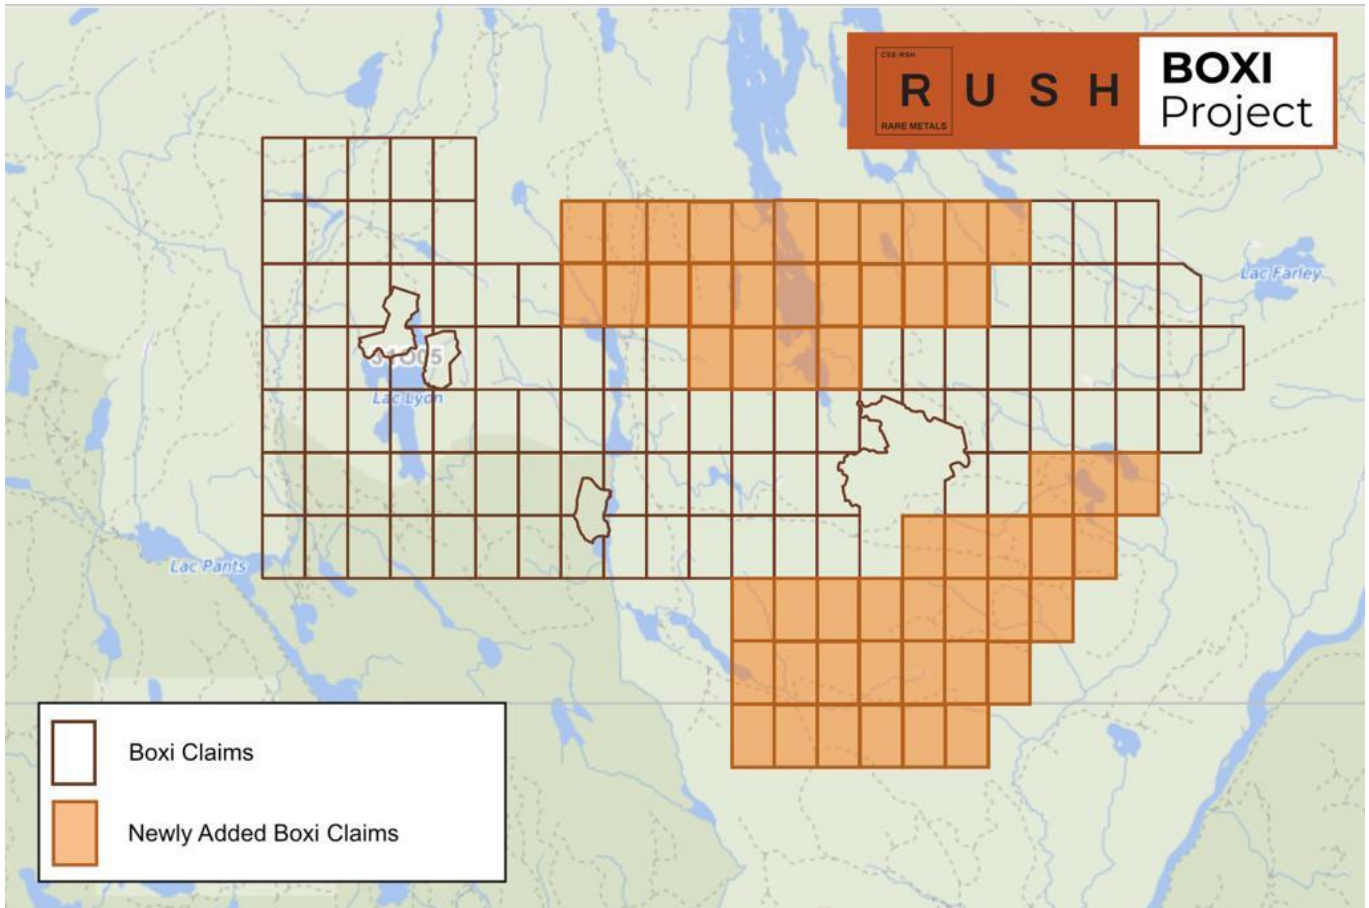 CSE:RSH
R U S H
RARE METALS
BOXI
Project
Lac Farley
Lac Lyon
Lac Pants
Boxi Claims
Newly Added Boxi Claims